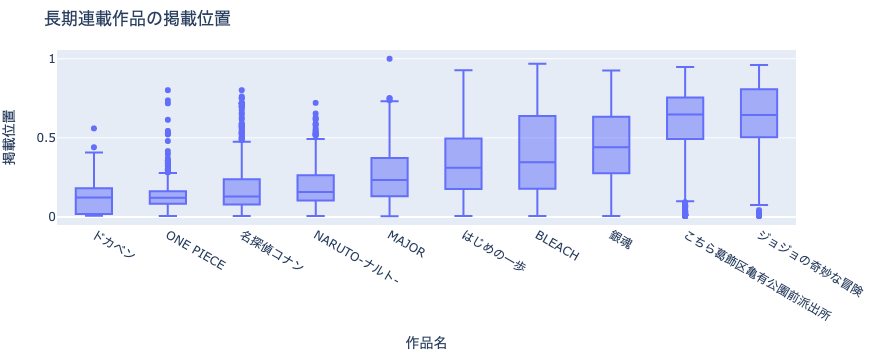 長期連載作品の掲載位置
掲載位置
1
0.5
0
ドカベン
ONE PIECE
名探偵コナン
NARUTO-ナルト-
MAJOR
はじめの一歩
BLEACH
銀魂
こちら葛飾区亀有公園前派出所
ジョジョの奇妙な冒険
作品名